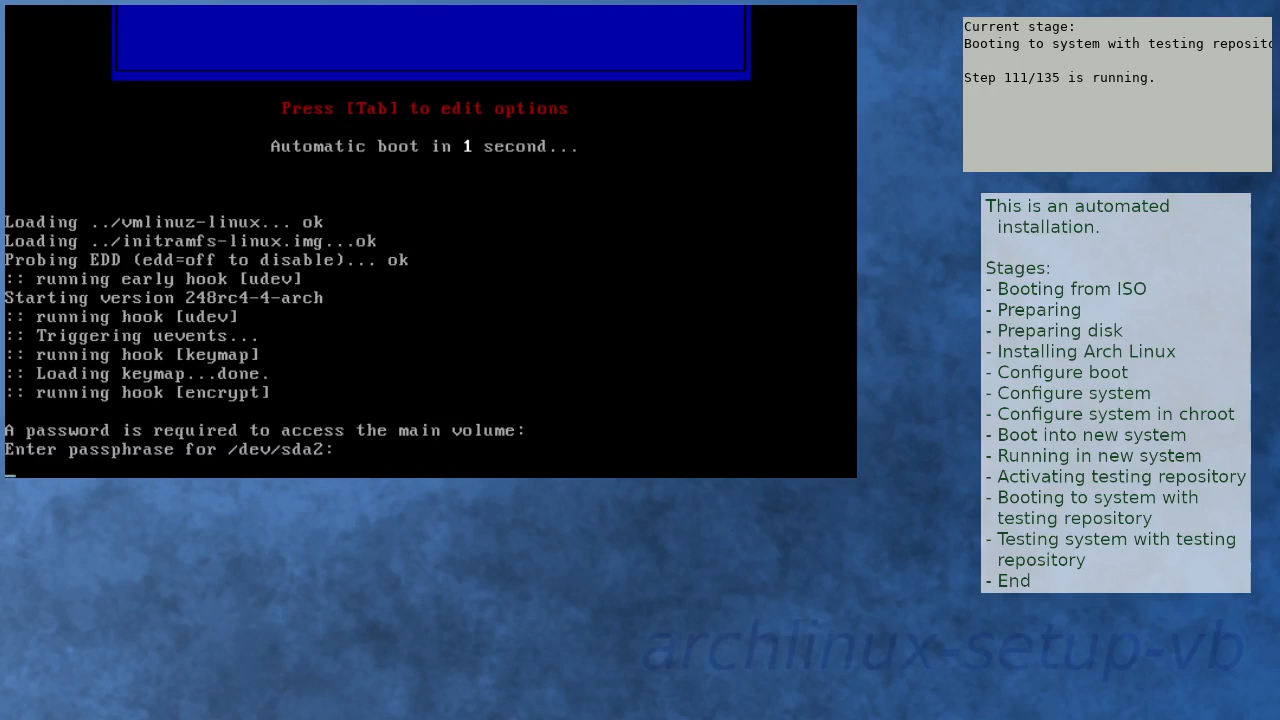 Press [Tab] to edit options
Automatic boot in 1 second...
Loading ../vmlinuz-linux... ok
Loading ../initramfs-linux.img...ok
Probing EDD (edd=off to disable)... ok
:: running early hook [udev]
Starting version 248rc4-4-arch
:: running hook [udev]
:: Triggering uevents...
:: running hook [keymap]
:: Loading keymap...done.
:: running hook [encrypt]
A password is required to access the main volume:
Enter passphrase for /dev/sda2:
Current stage:
Booting to system with testing reposito
Step 111/135 is running.
This is an automated
installation.
Stages:
- Booting from ISO
- Preparing
- Preparing disk
- Installing Arch Linux
- Configure boot
- Configure system
- Configure system in chroot
- Boot into new system
- Running in new system
- Activating testing repository
- Booting to system with
testing repository
- Testing system with testing
repository
- End
archlinux-setup-vb